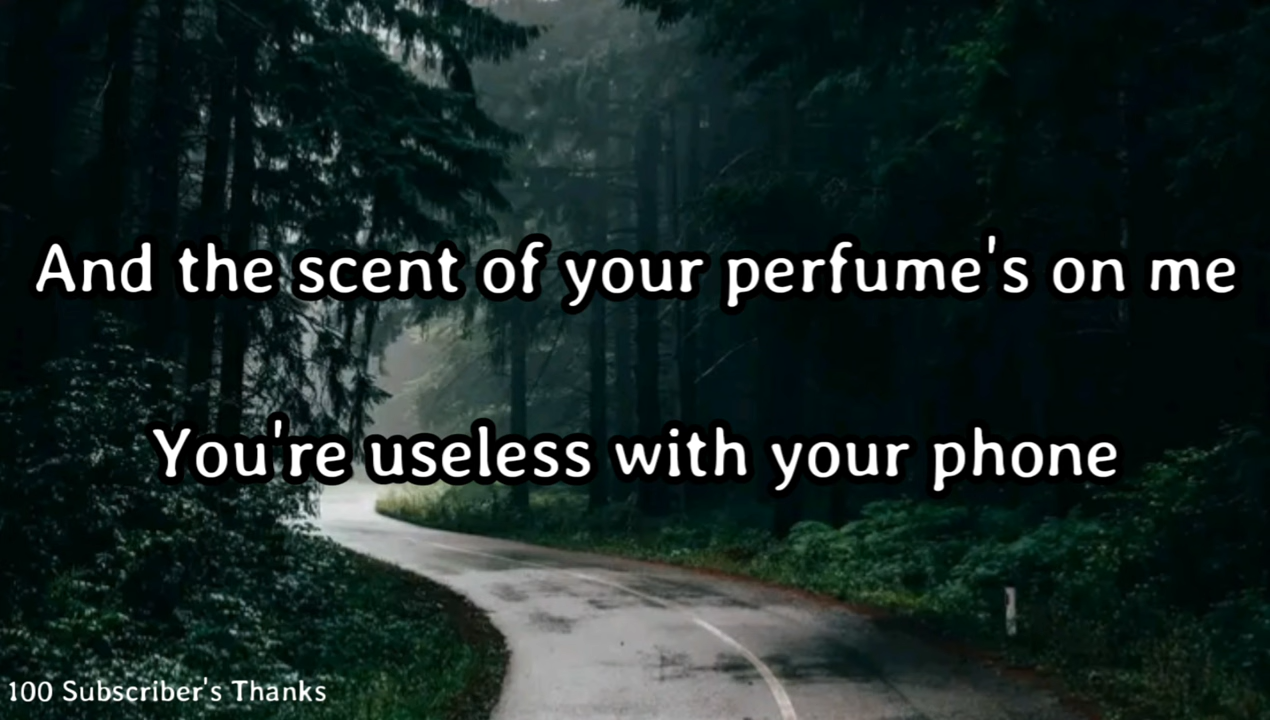 And the scent of your perfume's on me
You're useless with your phone
100 Subscriber's Thanks